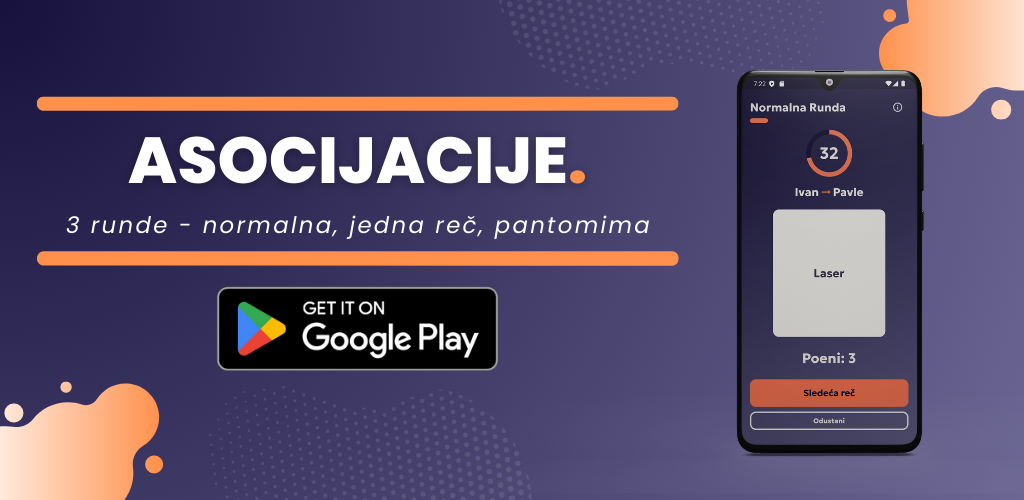 ASOCIJACIJE.
3 runde - normalna, jedna reč, pantomima
GET IT ON
Google Play
7:22
Normalna Runda
32
Ivan → Pavle
Laser
Poeni: 3
Sledeća reč
Odustani